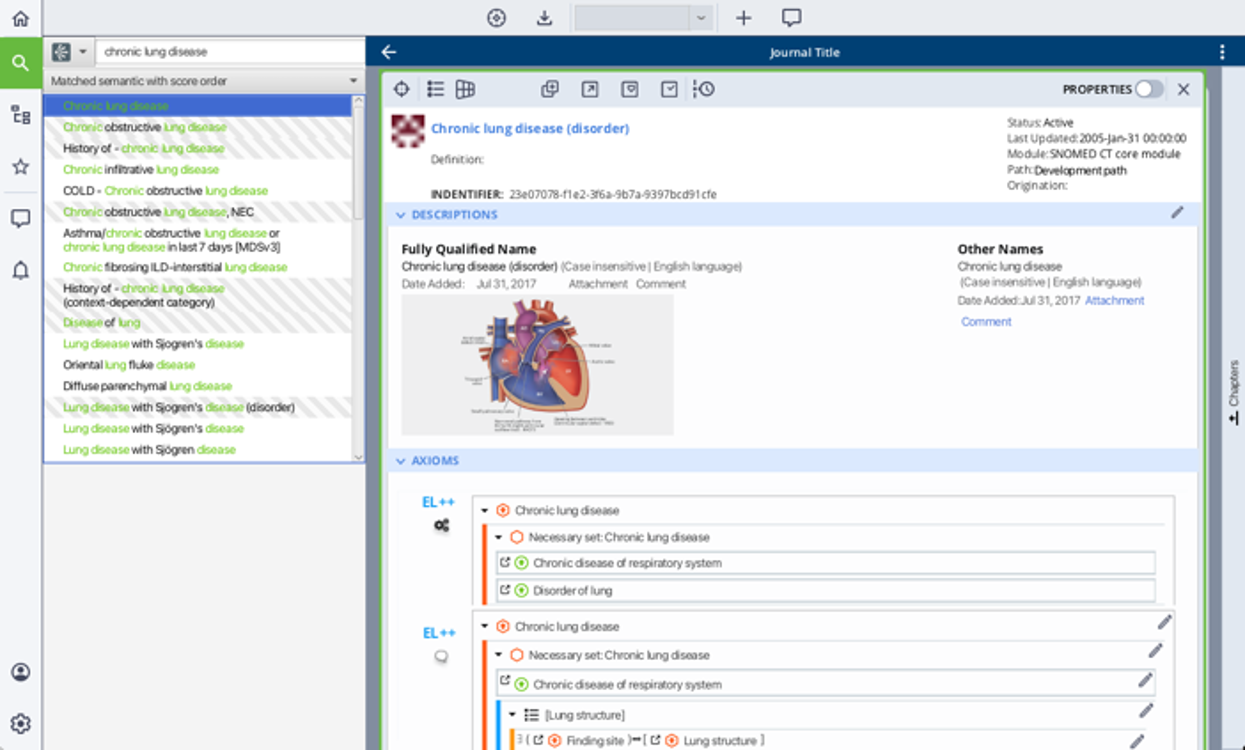 chronic lung disease
Journal Title
Matched semantic with score order
Chronic lung disease
Chronic obstructive lung disease
History of - chronic lung disease
Chronic infiltrative lung disease
COLD - Chronic obstructive lung disease
Chronic obstructive lung disease, NEC
Asthma/chronic obstructive lung disease or
chronic lung disease in last 7 days [MDSv3]
Chronic fibrosing ILD-interstitial lung disease
History of - chronic lung disease
(context-dependent category)
Disease of lung
Lung disease with Sjogren's disease
Oriental lung fluke disease
Diffuse parenchymal lung disease
Lung disease with Sjogren's disease (disorder)
Lung disease with Sjögren's disease
Lung disease with Sjögren disease
PROPERTIES
Chronic lung disease (disorder)
Definition:
INDENTIFIER: 23e07078-f1e2-3f6a-9b7a-9397bcd91cfe
Status: Active
Last Updated:2005-Jan-31 00:00:00
Module:SNOMED CT core module
Path:Development path
Origination:
DESCRIPTIONS
Fully Qualified Name
Chronic lung disease (disorder) (Case insensitive | English language)
Date Added: Jul 31, 2017 Attachment Comment
Other Names
Chronic lung disease
(Case insensitive | English language)
Date Added:Jul 31, 2017 Attachment
Comment
AXIOMS
EL++
Chronic lung disease
Necessary set: Chronic lung disease
Chronic disease of respiratory system
Disorder of lung
EL++
Chronic lung disease
Necessary set: Chronic lung disease
Chronic disease of respiratory system
[Lung structure]
∃ ( Finding site )➞[ Lung structure ]
Chapters